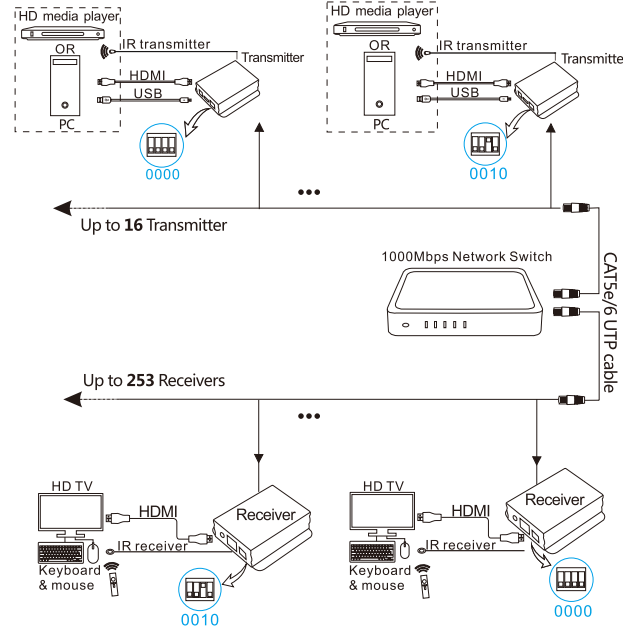 HD media player
OR
PC
IR transmitter
Transmitter
HDMI
USB
0000
HD media player
OR
PC
IR transmitter
Transmitte
HDMI
USB
0010
Up to 16 Transmitter
1000Mbps Network Switch
CAT5e/6 UTP cable
Up to 253 Receivers
HD TV
HDMI
Receiver
IR receiver
Keyboard
& mouse
0010
HD TV
HDMI
Receiver
IR receiver
Keyboard
& mouse
0000